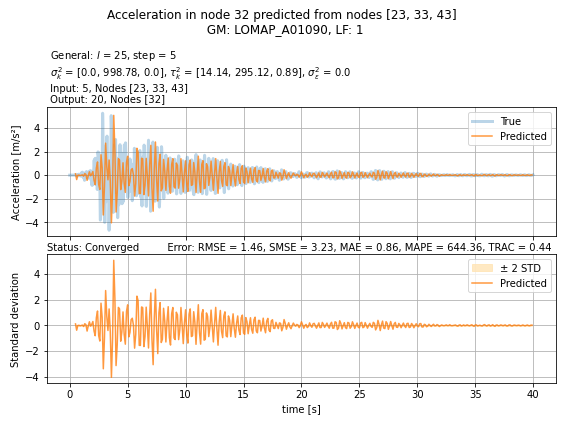 Acceleration in node 32 predicted from nodes [23, 33, 43]
GM: LOMAP_A01090, LF: 1
General: l = 25, step = 5
σ²ₖ = [0.0, 998.78, 0.0], τ²ₖ = [14.14, 295.12, 0.89], σ²ε = 0.0
Input: 5, Nodes [23, 33, 43]
Output: 20, Nodes [32]
True
Predicted
4
2
0
−2
−4
Acceleration [m/s²]
Status: Converged Error: RMSE = 1.46, SMSE = 3.23, MAE = 0.86, MAPE = 644.36, TRAC = 0.44
± 2 STD
Predicted
4
2
0
−2
−4
Standard deviation
0 5 10 15 20 25 30 35 40
time [s]